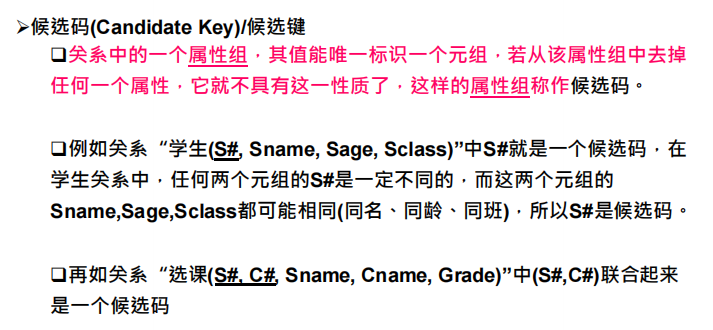 ➢候选码(Candidate Key)/候选键
❑关系中的一个属性组，其值能唯一标识一个元组，若从该属性组中去掉
任何一个属性，它就不具有这一性质了，这样的属性组称作候选码。
❑例如关系“学生(S#, Sname, Sage, Sclass)”中S#就是一个候选码，在
学生关系中，任何两个元组的S#是一定不同的，而这两个元组的
Sname,Sage,Sclass都可能相同(同名、同龄、同班)，所以S#是候选码。
❑再如关系“选课(S#, C#, Sname, Cname, Grade)”中(S#,C#)联合起来
是一个候选码